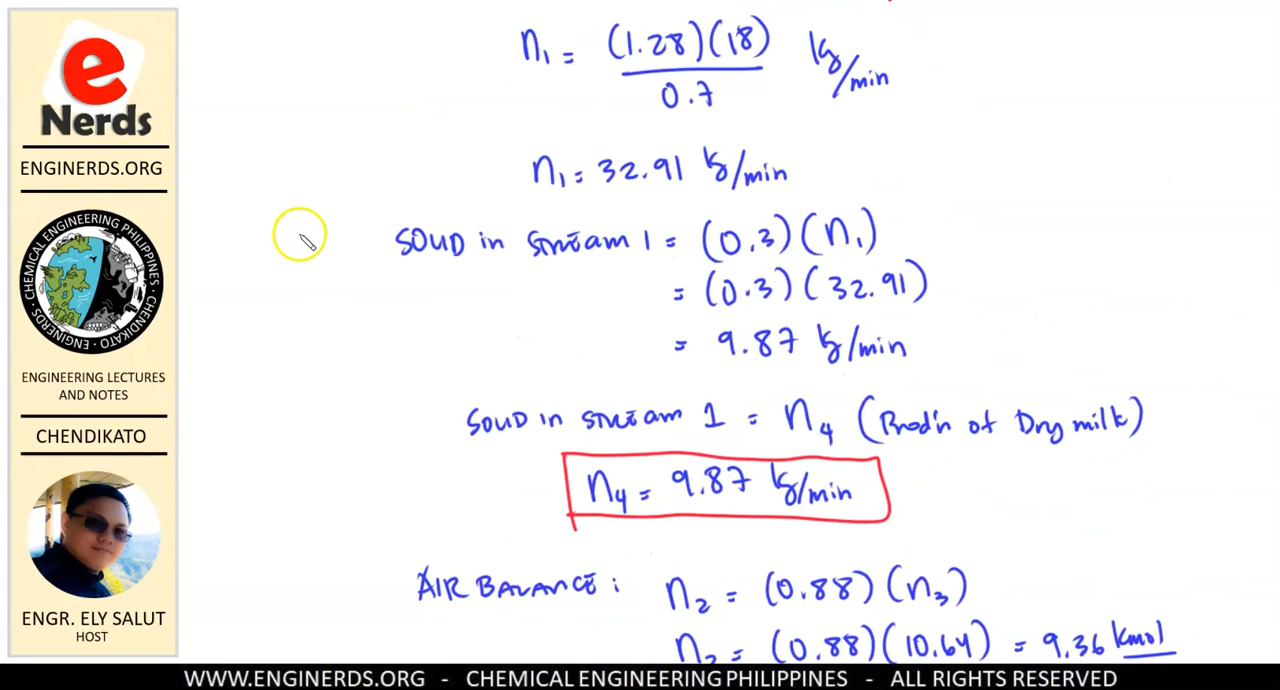 e
Nerds
ENGINERDS.ORG
CHEMICAL ENGINEERING PHILIPPINES
ENGINERDS - CHENDIKATO
ENGINEERING LECTURES
AND NOTES
CHENDIKATO
ENGR. ELY SALUT
HOST
n₁ = (1.28)(18) / 0.7 kg/min
n₁ = 32.91 kg/min
SOLID in stream 1 = (0.3)(n₁)
= (0.3)(32.91)
= 9.87 kg/min
SOLID in stream 1 = n₄ (Prod'n of Dry milk)
n₄ = 9.87 kg/min
AIR BALANCE : n₂ = (0.88)(n₃)
n₂ = (0.88)(10.64) = 9.36 kmol
WWW.ENGINERDS.ORG - CHEMICAL ENGINEERING PHILIPPINES - ALL RIGHTS RESERVED